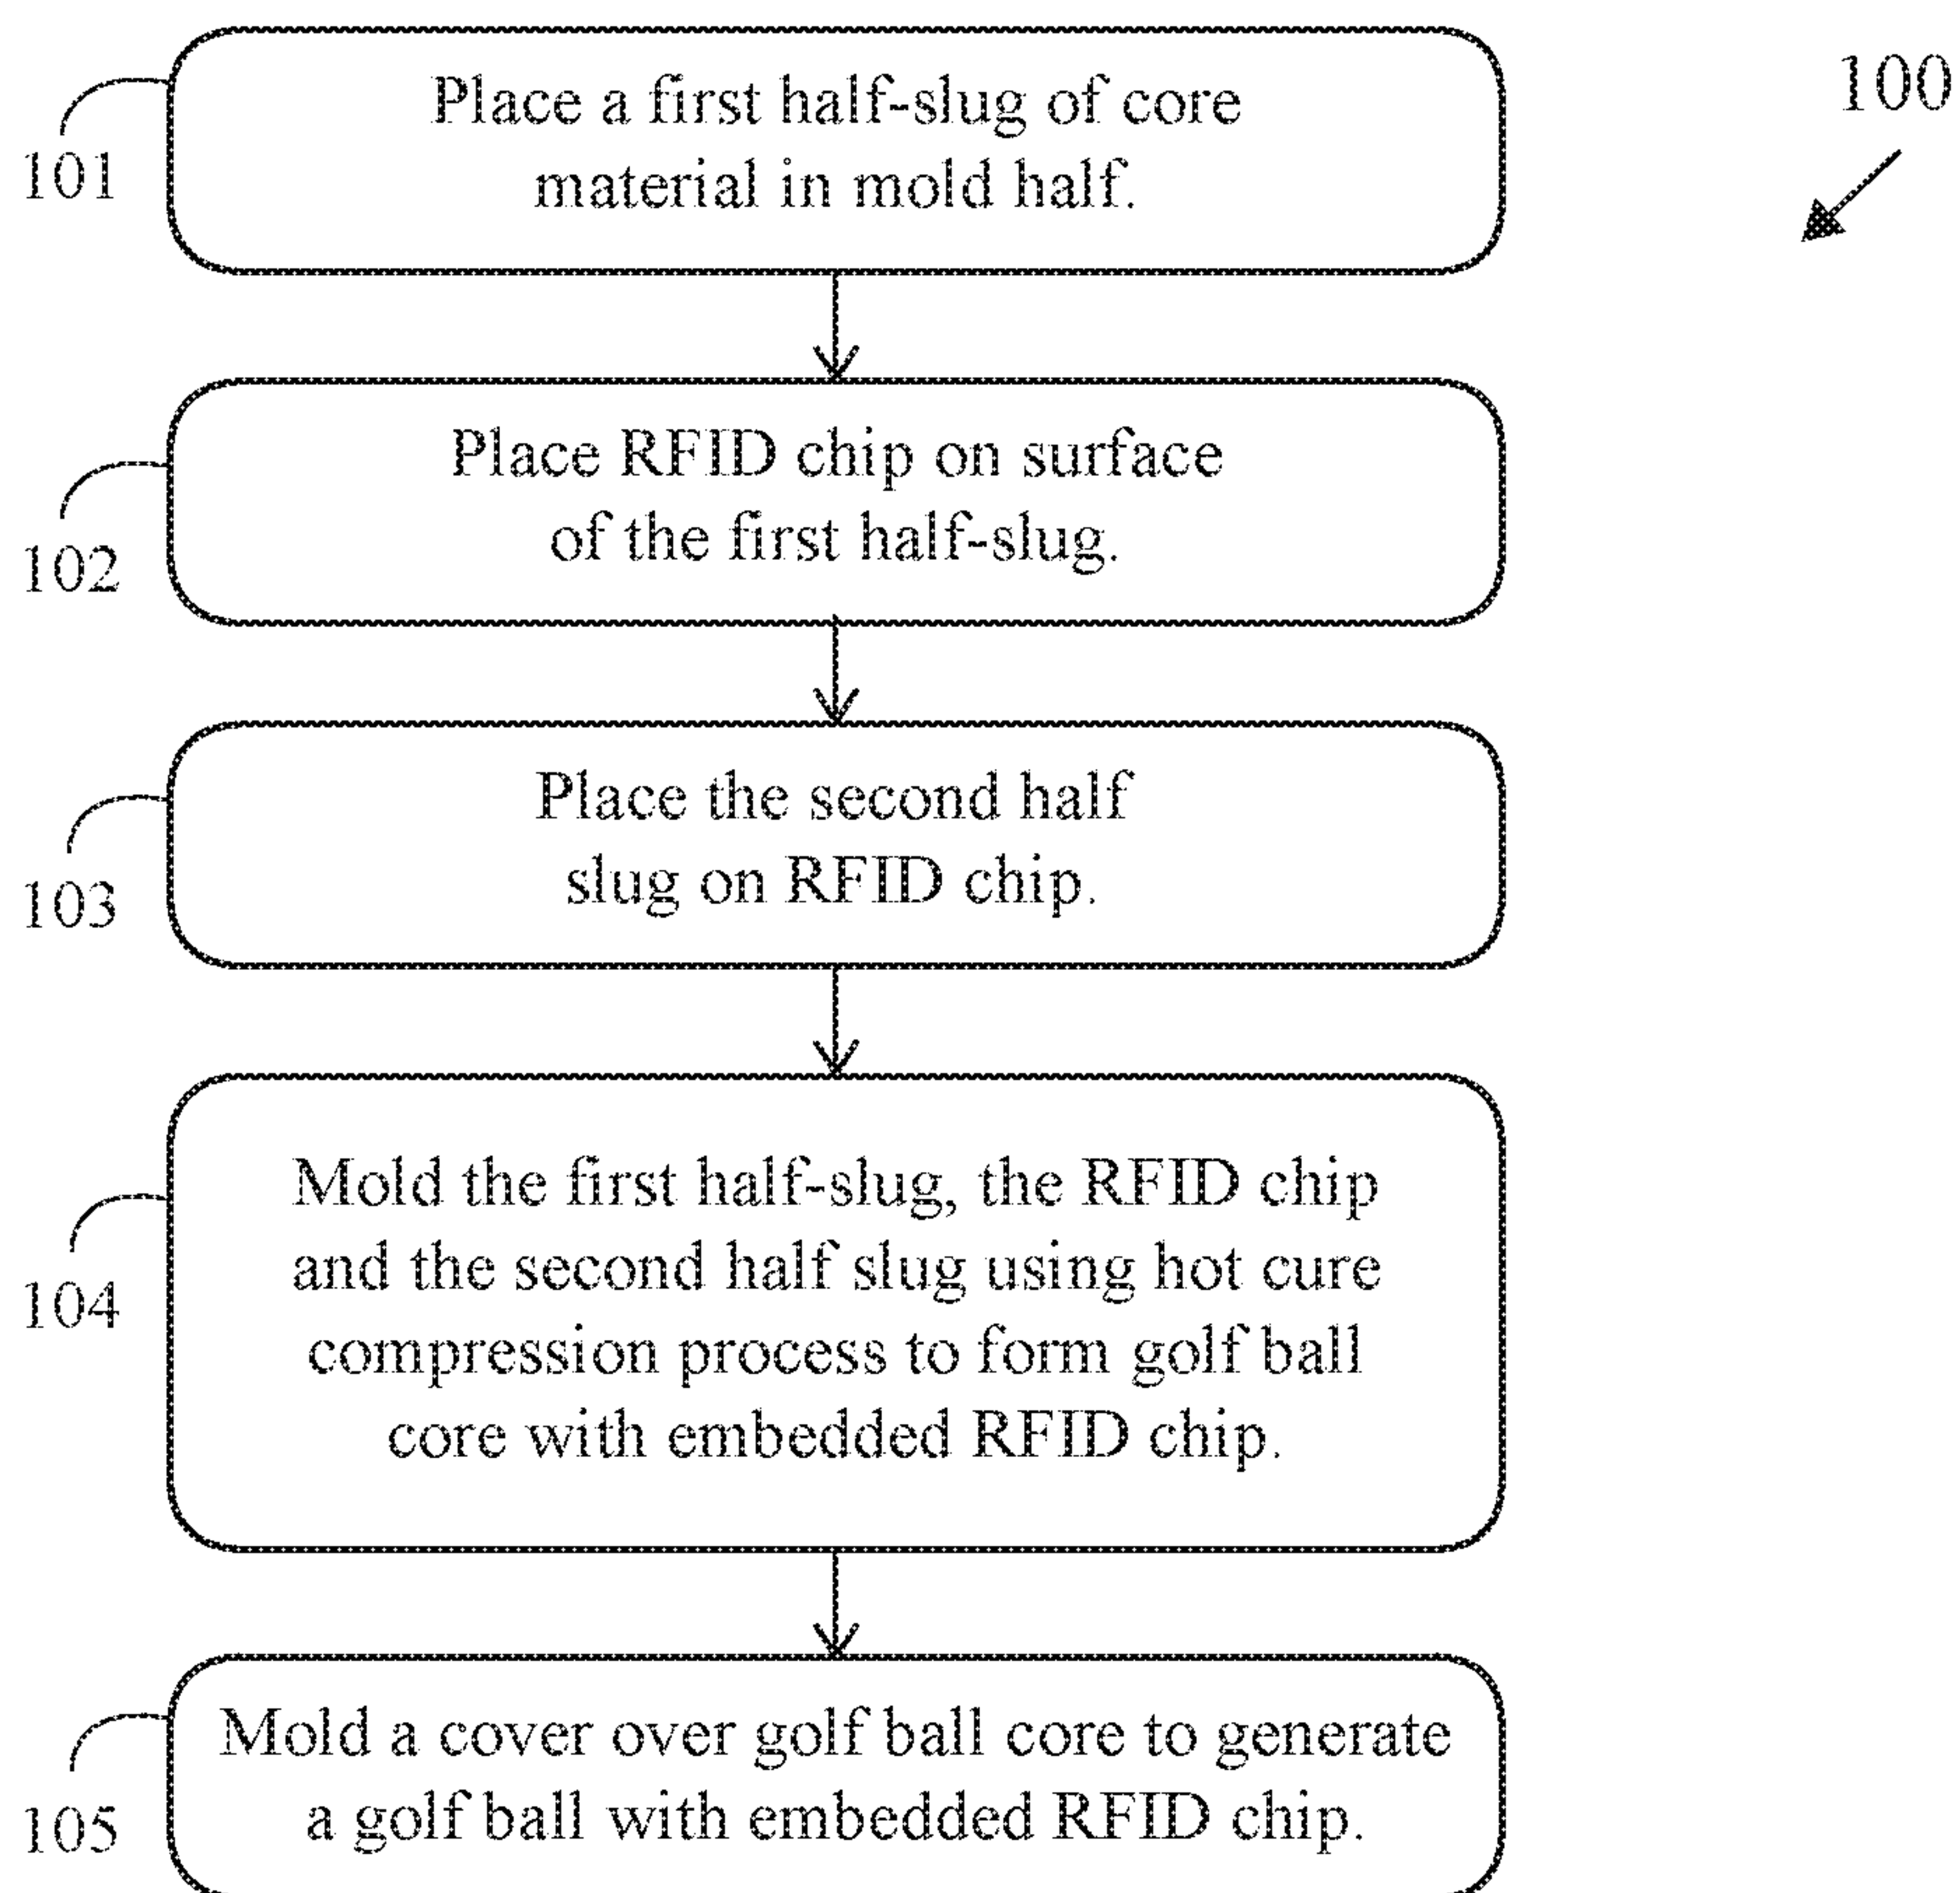 100
101
Place a first half-slug of core
material in mold half.
102
Place RFID chip on surface
of the first half-slug.
103
Place the second half
slug on RFID chip.
104
Mold the first half-slug, the RFID chip
and the second half slug using hot cure
compression process to form golf ball
core with embedded RFID chip.
105
Mold a cover over golf ball core to generate
a golf ball with embedded RFID chip.